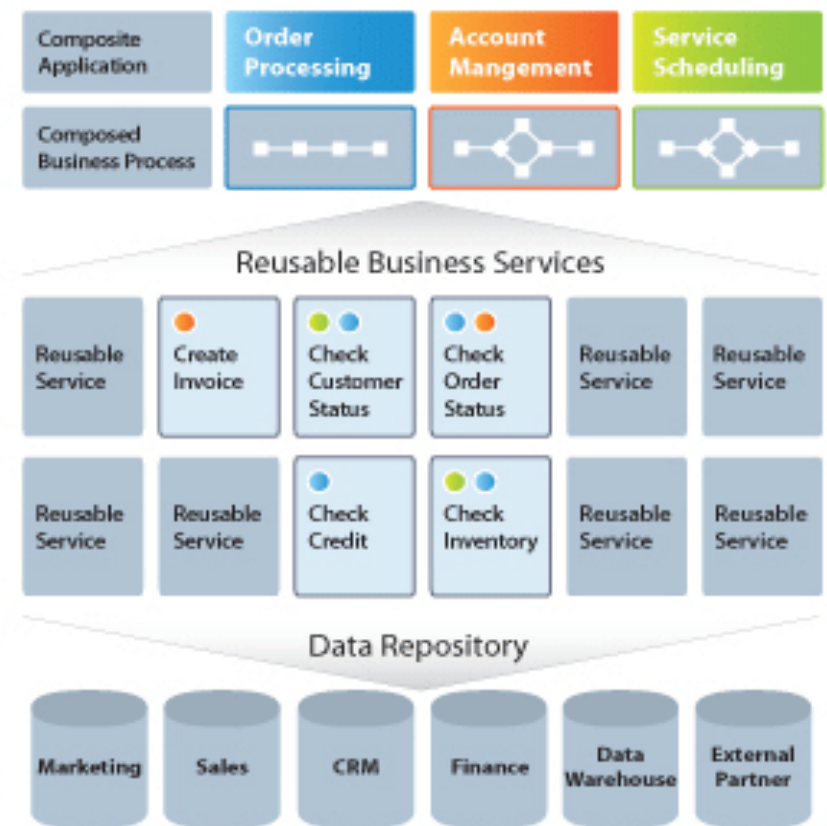 Composite
Application
Order
Processing
Account
Mangement
Service
Scheduling
Composed
Business Process
Reusable Business Services
Reusable
Service
Create
Invoice
Check
Customer
Status
Check
Order
Status
Reusable
Service
Reusable
Service
Reusable
Service
Reusable
Service
Check
Credit
Check
Inventory
Reusable
Service
Reusable
Service
Data Repository
Marketing
Sales
CRM
Finance
Data
Warehouse
External
Partner